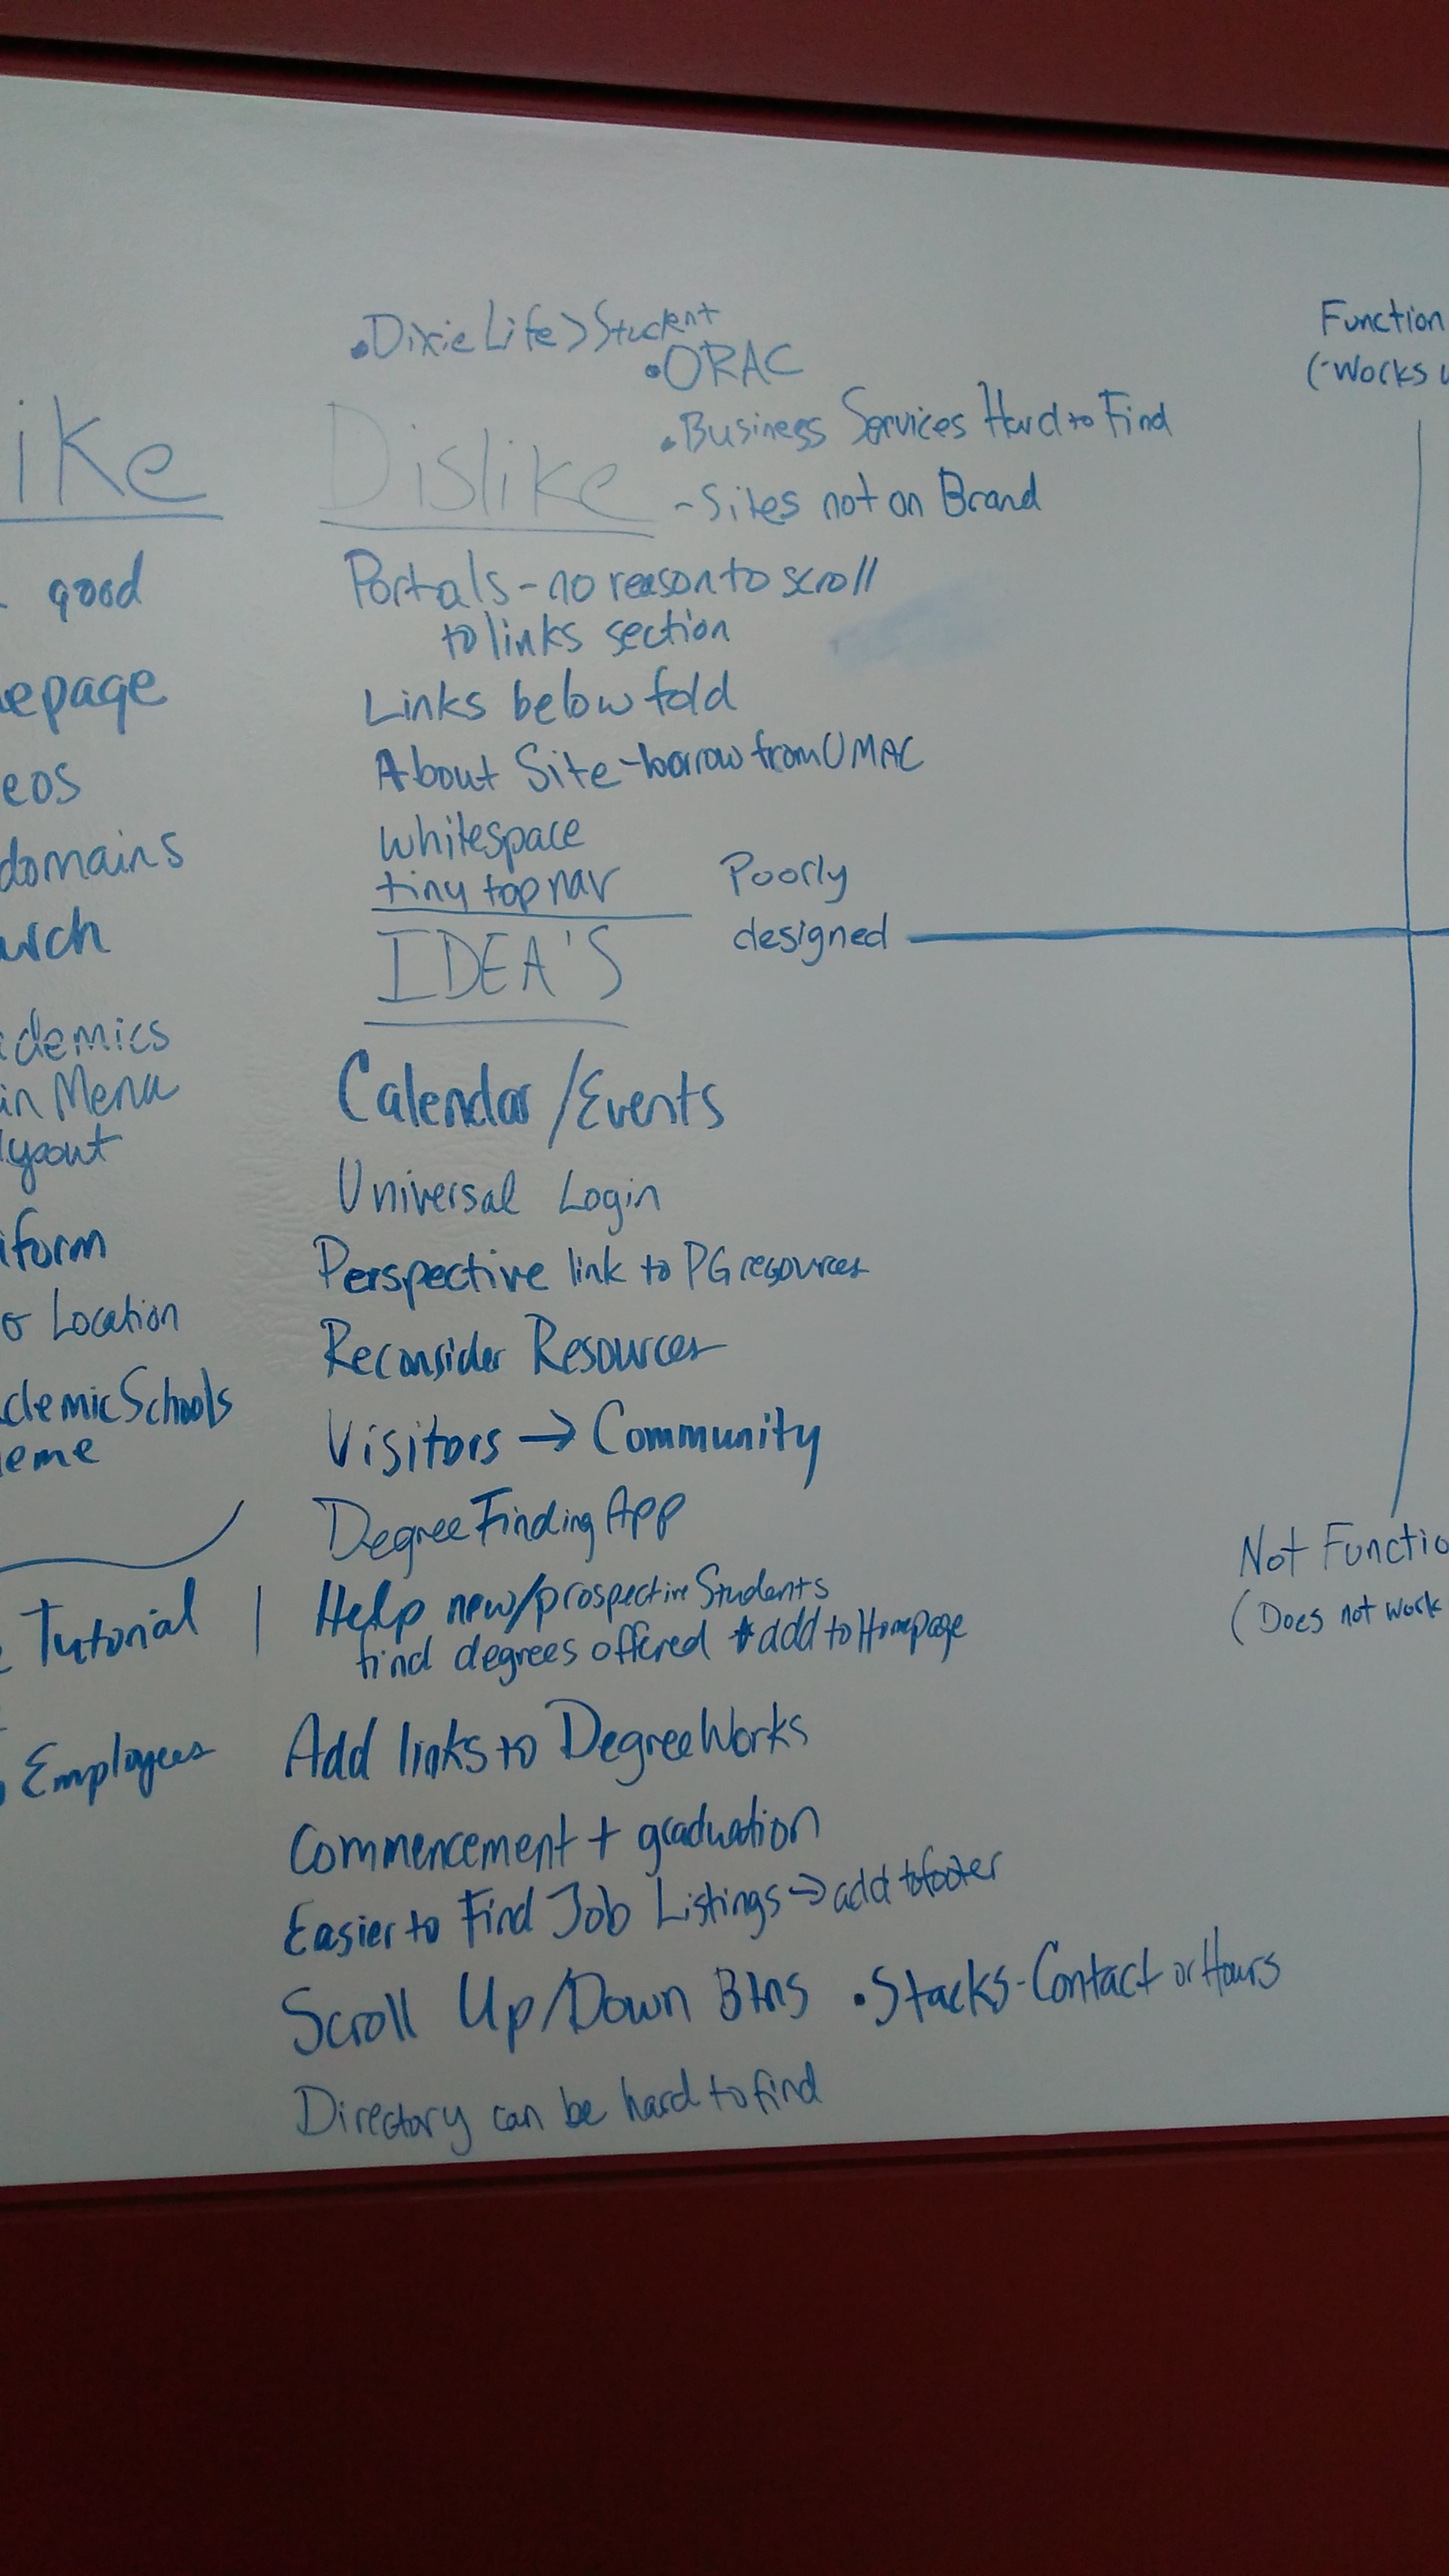 .Dixie Life > Student
.ORAC
.Business Services Hard to Find
-Sites not on Brand
ike
good
epage
eos
domains
demics
in Menu
yout
iform
Location
demic Schools
eme
Tutorial
Employees
Dislike
Portals - no reason to scroll
to links section
Links below fold
About Site - borrow from UMAC
whitespace
tiny top nav
IDEA'S
Calendar/Events
Universal Login
Perspective link to PG resources
Reconsider Resources
Visitors → Community
Degree Finding App
Help new/prospective Students
find degrees offered * add to Homepage
Add links to DegreeWorks
Commencement + graduation
Easier to Find Job Listings → add to footer
Scroll Up/Down Btns .Stacks - Contact or Hours
Directory can be hard to find
Function
(-Works
Poorly
designed
Not Functio
(Does not work